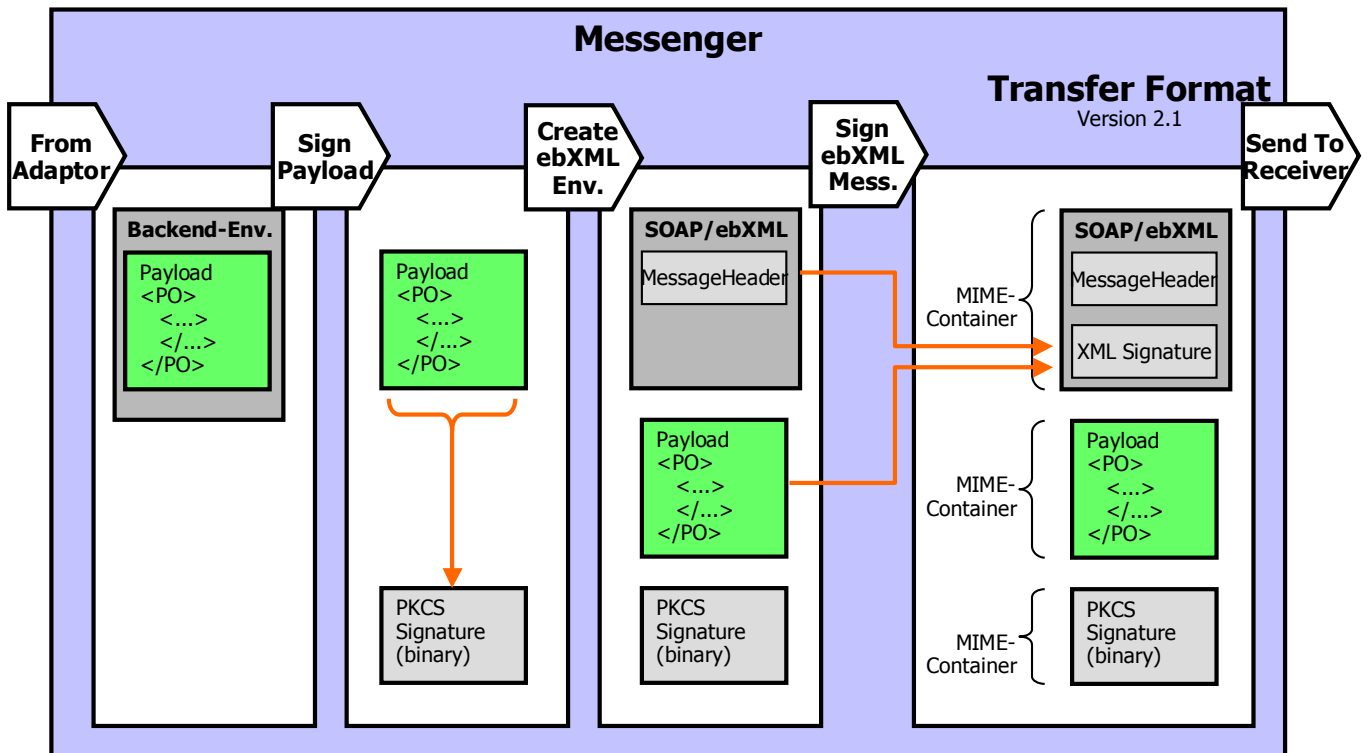 Messenger
Transfer Format
Version 2.1
From
Adaptor
Sign
Payload
Create
ebXML
Env.
Sign
ebXML
Mess.
Send To
Receiver
Backend-Env.
Payload
<PO>
<...>
</...>
</PO>
Payload
<PO>
<...>
</...>
</PO>
PKCS
Signature
(binary)
SOAP/ebXML
MessageHeader
Payload
<PO>
<...>
</...>
</PO>
PKCS
Signature
(binary)
MIME-
Container
SOAP/ebXML
MessageHeader
XML Signature
MIME-
Container
Payload
<PO>
<...>
</...>
</PO>
MIME-
Container
PKCS
Signature
(binary)